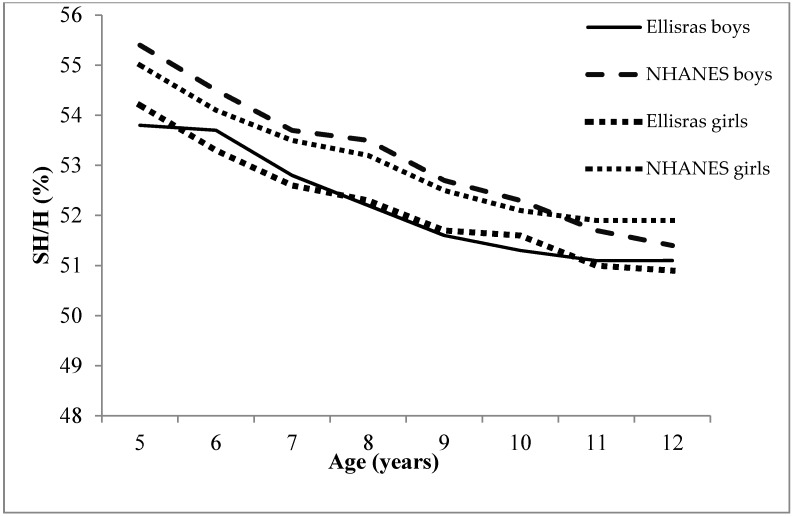 56
55
54
53
52
51
50
49
48
SH/H (%)
5 6 7 8 9 10 11 12
Age (years)
Ellisras boys
NHANES boys
Ellisras girls
NHANES girls